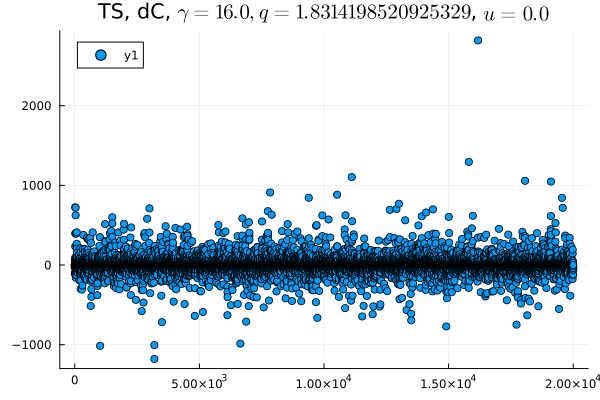 TS, dC, γ = 16.0, q = 1.8314198520925329, u = 0.0
y1
2000
1000
0
−1000
0 5.00×10³ 1.00×10⁴ 1.50×10⁴ 2.00×10⁴